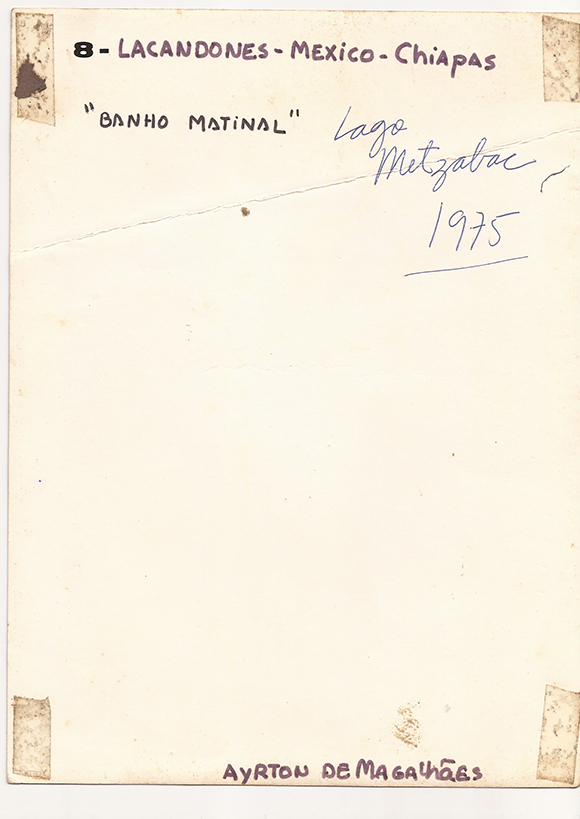 8 - LACANDONES - MEXICO - ChiAPAS
"BANHO MATiNAL"
Lago
Metzabac
1975
AYRTON DE MAGAlhÃES